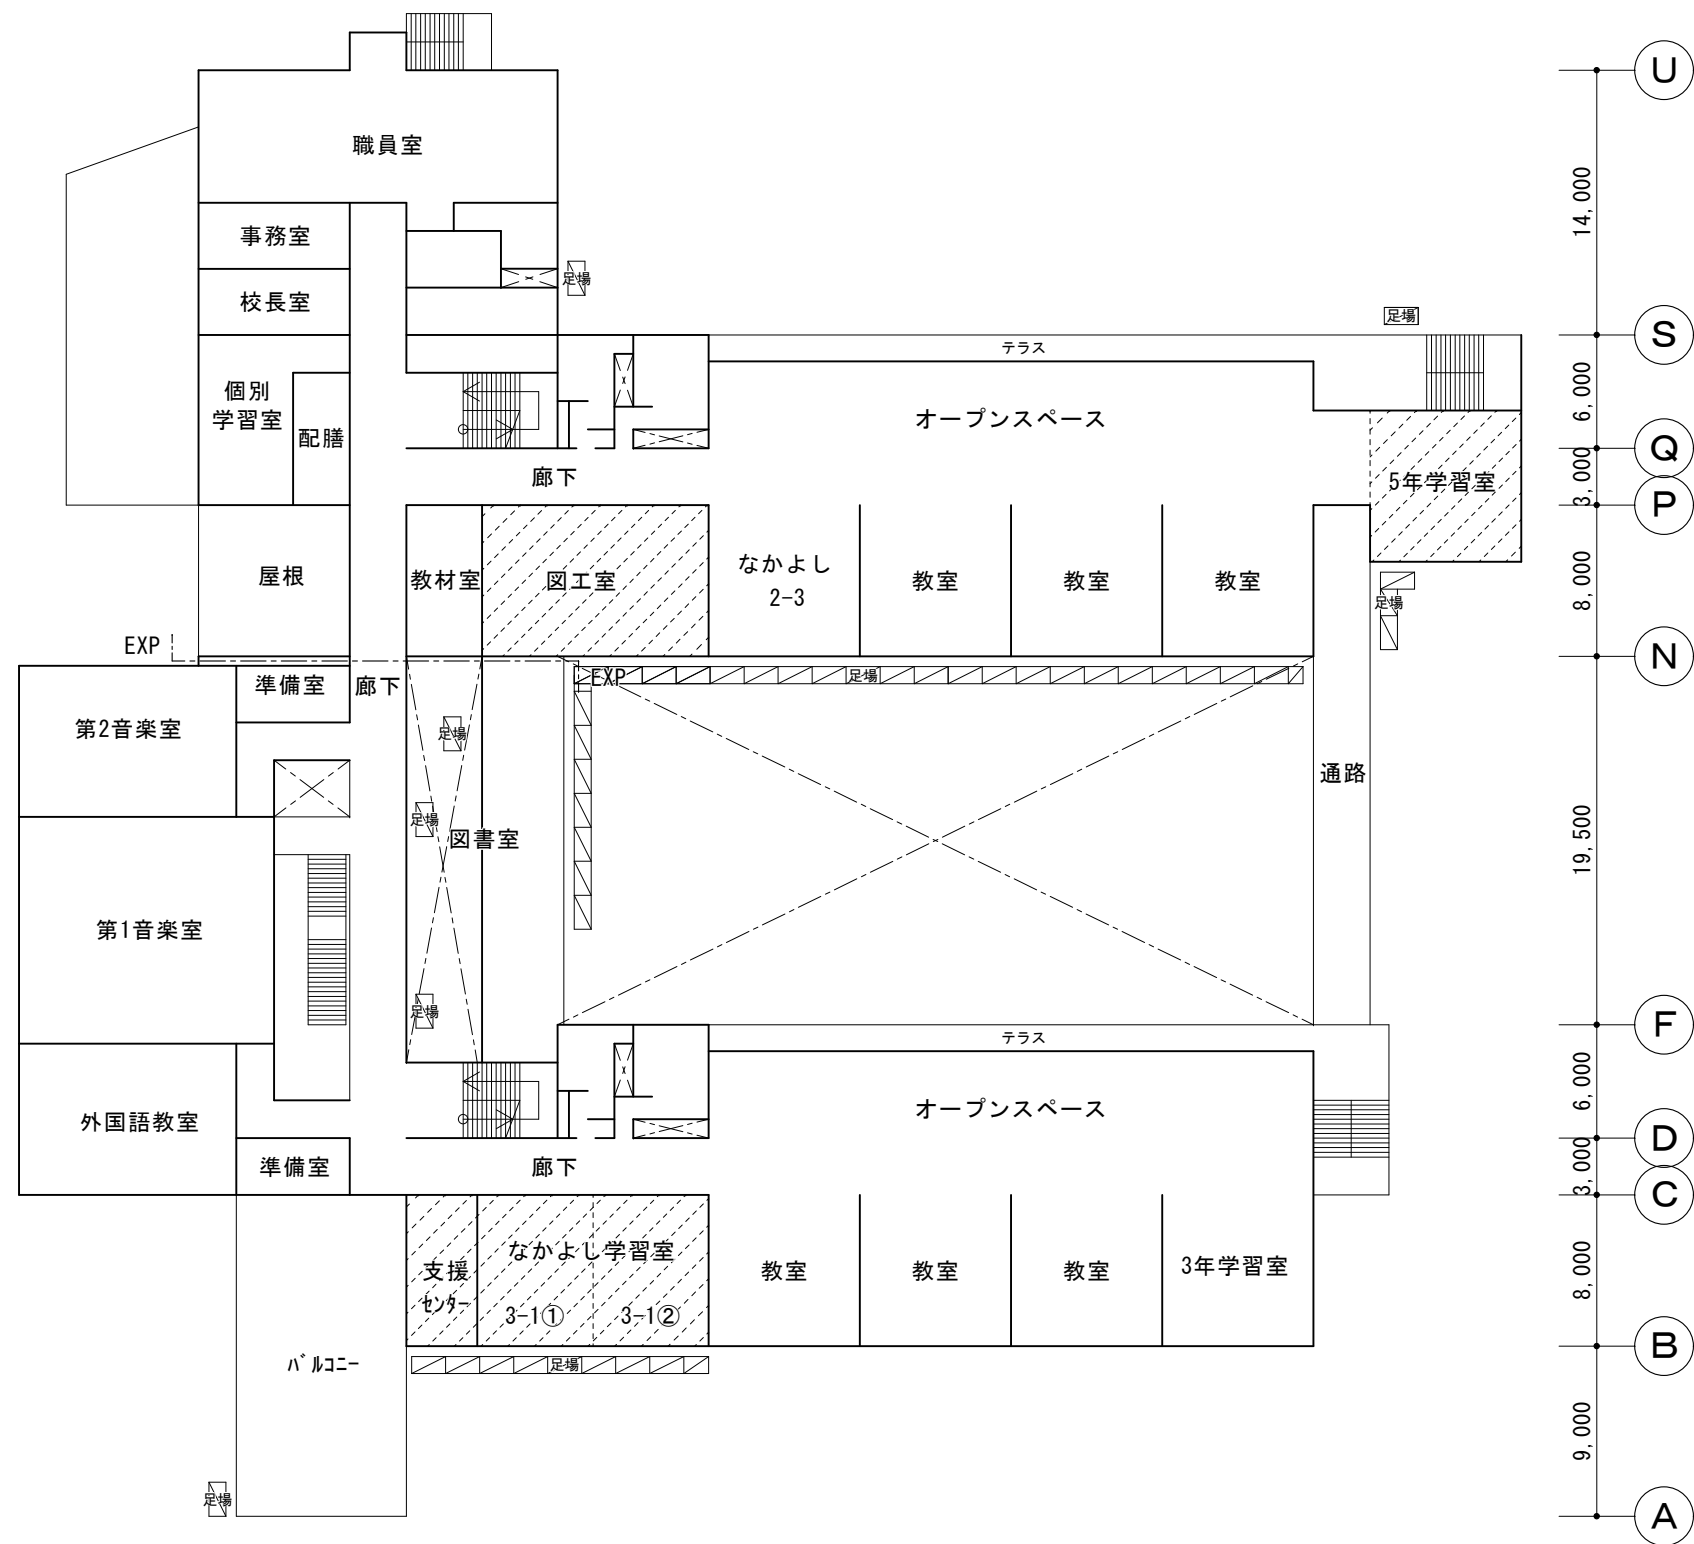 U
職員室
14,000
事務室
足場
校長室
足場
S
テラス
個別
学習室
6,000
オープンスペース
配膳
Q
廊下
5年学習室
3,000
P
屋根
教材室
図工室
なかよし
2-3
教室
教室
教室
足場
8,000
EXP
N
準備室
廊下
EXP
足場
第2音楽室
足場
通路
足場
図書室
19,500
第1音楽室
足場
F
テラス
6,000
外国語教室
オープンスペース
D
準備室
廊下
3,000
C
支援
センター
なかよし学習室
3-1①
3-1②
教室
教室
教室
3年学習室
8,000
バルコニー
足場
B
9,000
足場
A